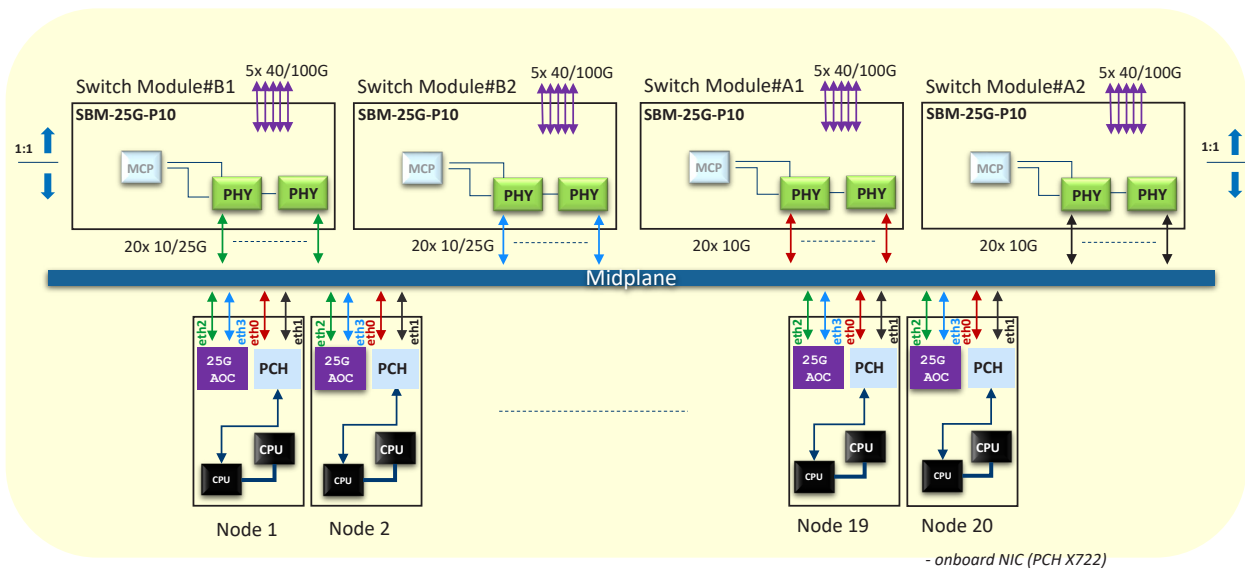 Switch Module#B1
5x 40/100G
Switch Module#B2
5x 40/100G
Switch Module#A1
5x 40/100G
Switch Module#A2
5x 40/100G
SBM-25G-P10
SBM-25G-P10
SBM-25G-P10
SBM-25G-P10
1:1
1:1
MCP
PHY
PHY
MCP
PHY
PHY
MCP
PHY
PHY
MCP
PHY
PHY
20x 10/25G
20x 10/25G
20x 10G
20x 10G
Midplane
eth2
eth3
eth0
eth1
eth2
eth3
eth0
eth1
eth2
eth3
eth0
eth1
eth2
eth3
eth0
eth1
25G
AOC
PCH
25G
AOC
PCH
25G
AOC
PCH
25G
AOC
PCH
CPU
CPU
CPU
CPU
CPU
CPU
CPU
CPU
Node 1
Node 2
Node 19
Node 20
- onboard NIC (PCH X722)